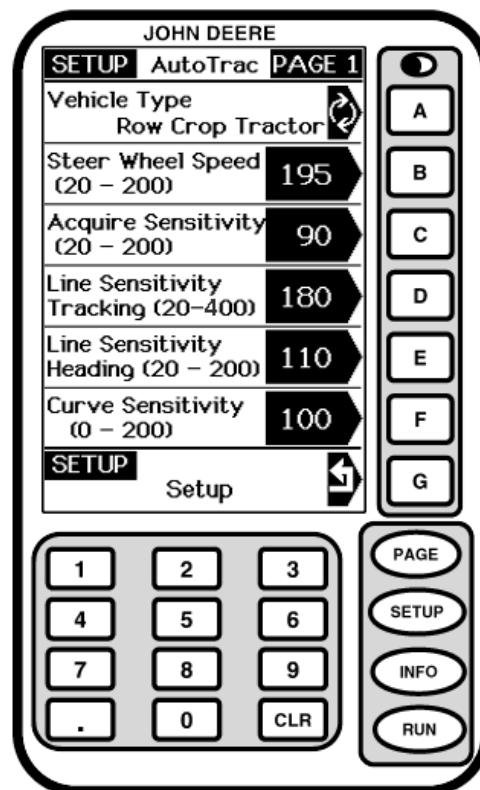 JOHN DEERE
SETUP AutoTrac PAGE 1
Vehicle Type
Row Crop Tractor
Steer Wheel Speed
(20 - 200)
195
Acquire Sensitivity
(20 - 200)
90
Line Sensitivity
Tracking (20-400)
180
Line Sensitivity
Heading (20 - 200)
110
Curve Sensitivity
(0 - 200)
100
SETUP
Setup
A
B
C
D
E
F
G
1 2 3
4 5 6
7 8 9
. 0 CLR
PAGE
SETUP
INFO
RUN